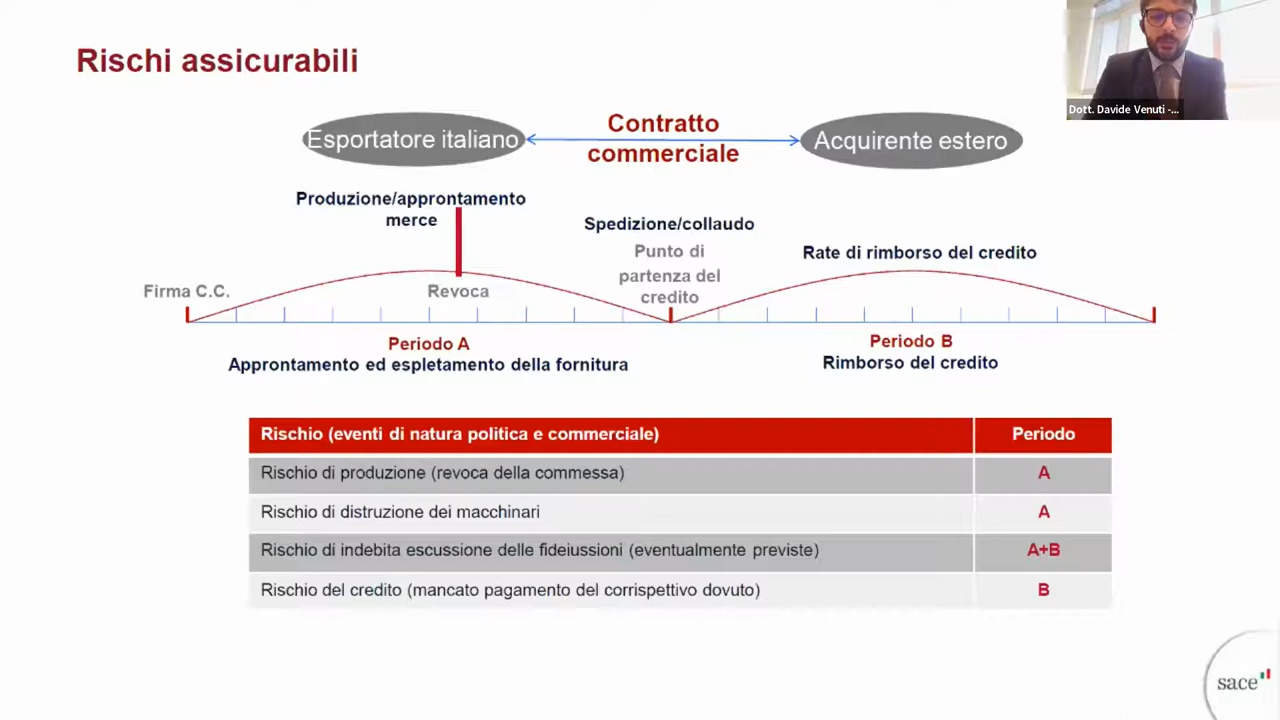 Rischi assicurabili
Dott. Davide Venuti -...
Esportatore italiano
Contratto
commerciale
Acquirente estero
Produzione/approntamento
merce
Spedizione/collaudo
Punto di
partenza del
credito
Rate di rimborso del credito
Firma C.C.
Revoca
Periodo A
Approntamento ed espletamento della fornitura
Periodo B
Rimborso del credito
Rischio (eventi di natura politica e commerciale) Periodo
Rischio di produzione (revoca della commessa) A
Rischio di distruzione dei macchinari A
Rischio di indebita escussione delle fideiussioni (eventualmente previste) A+B
Rischio del credito (mancato pagamento del corrispettivo dovuto) B
sace